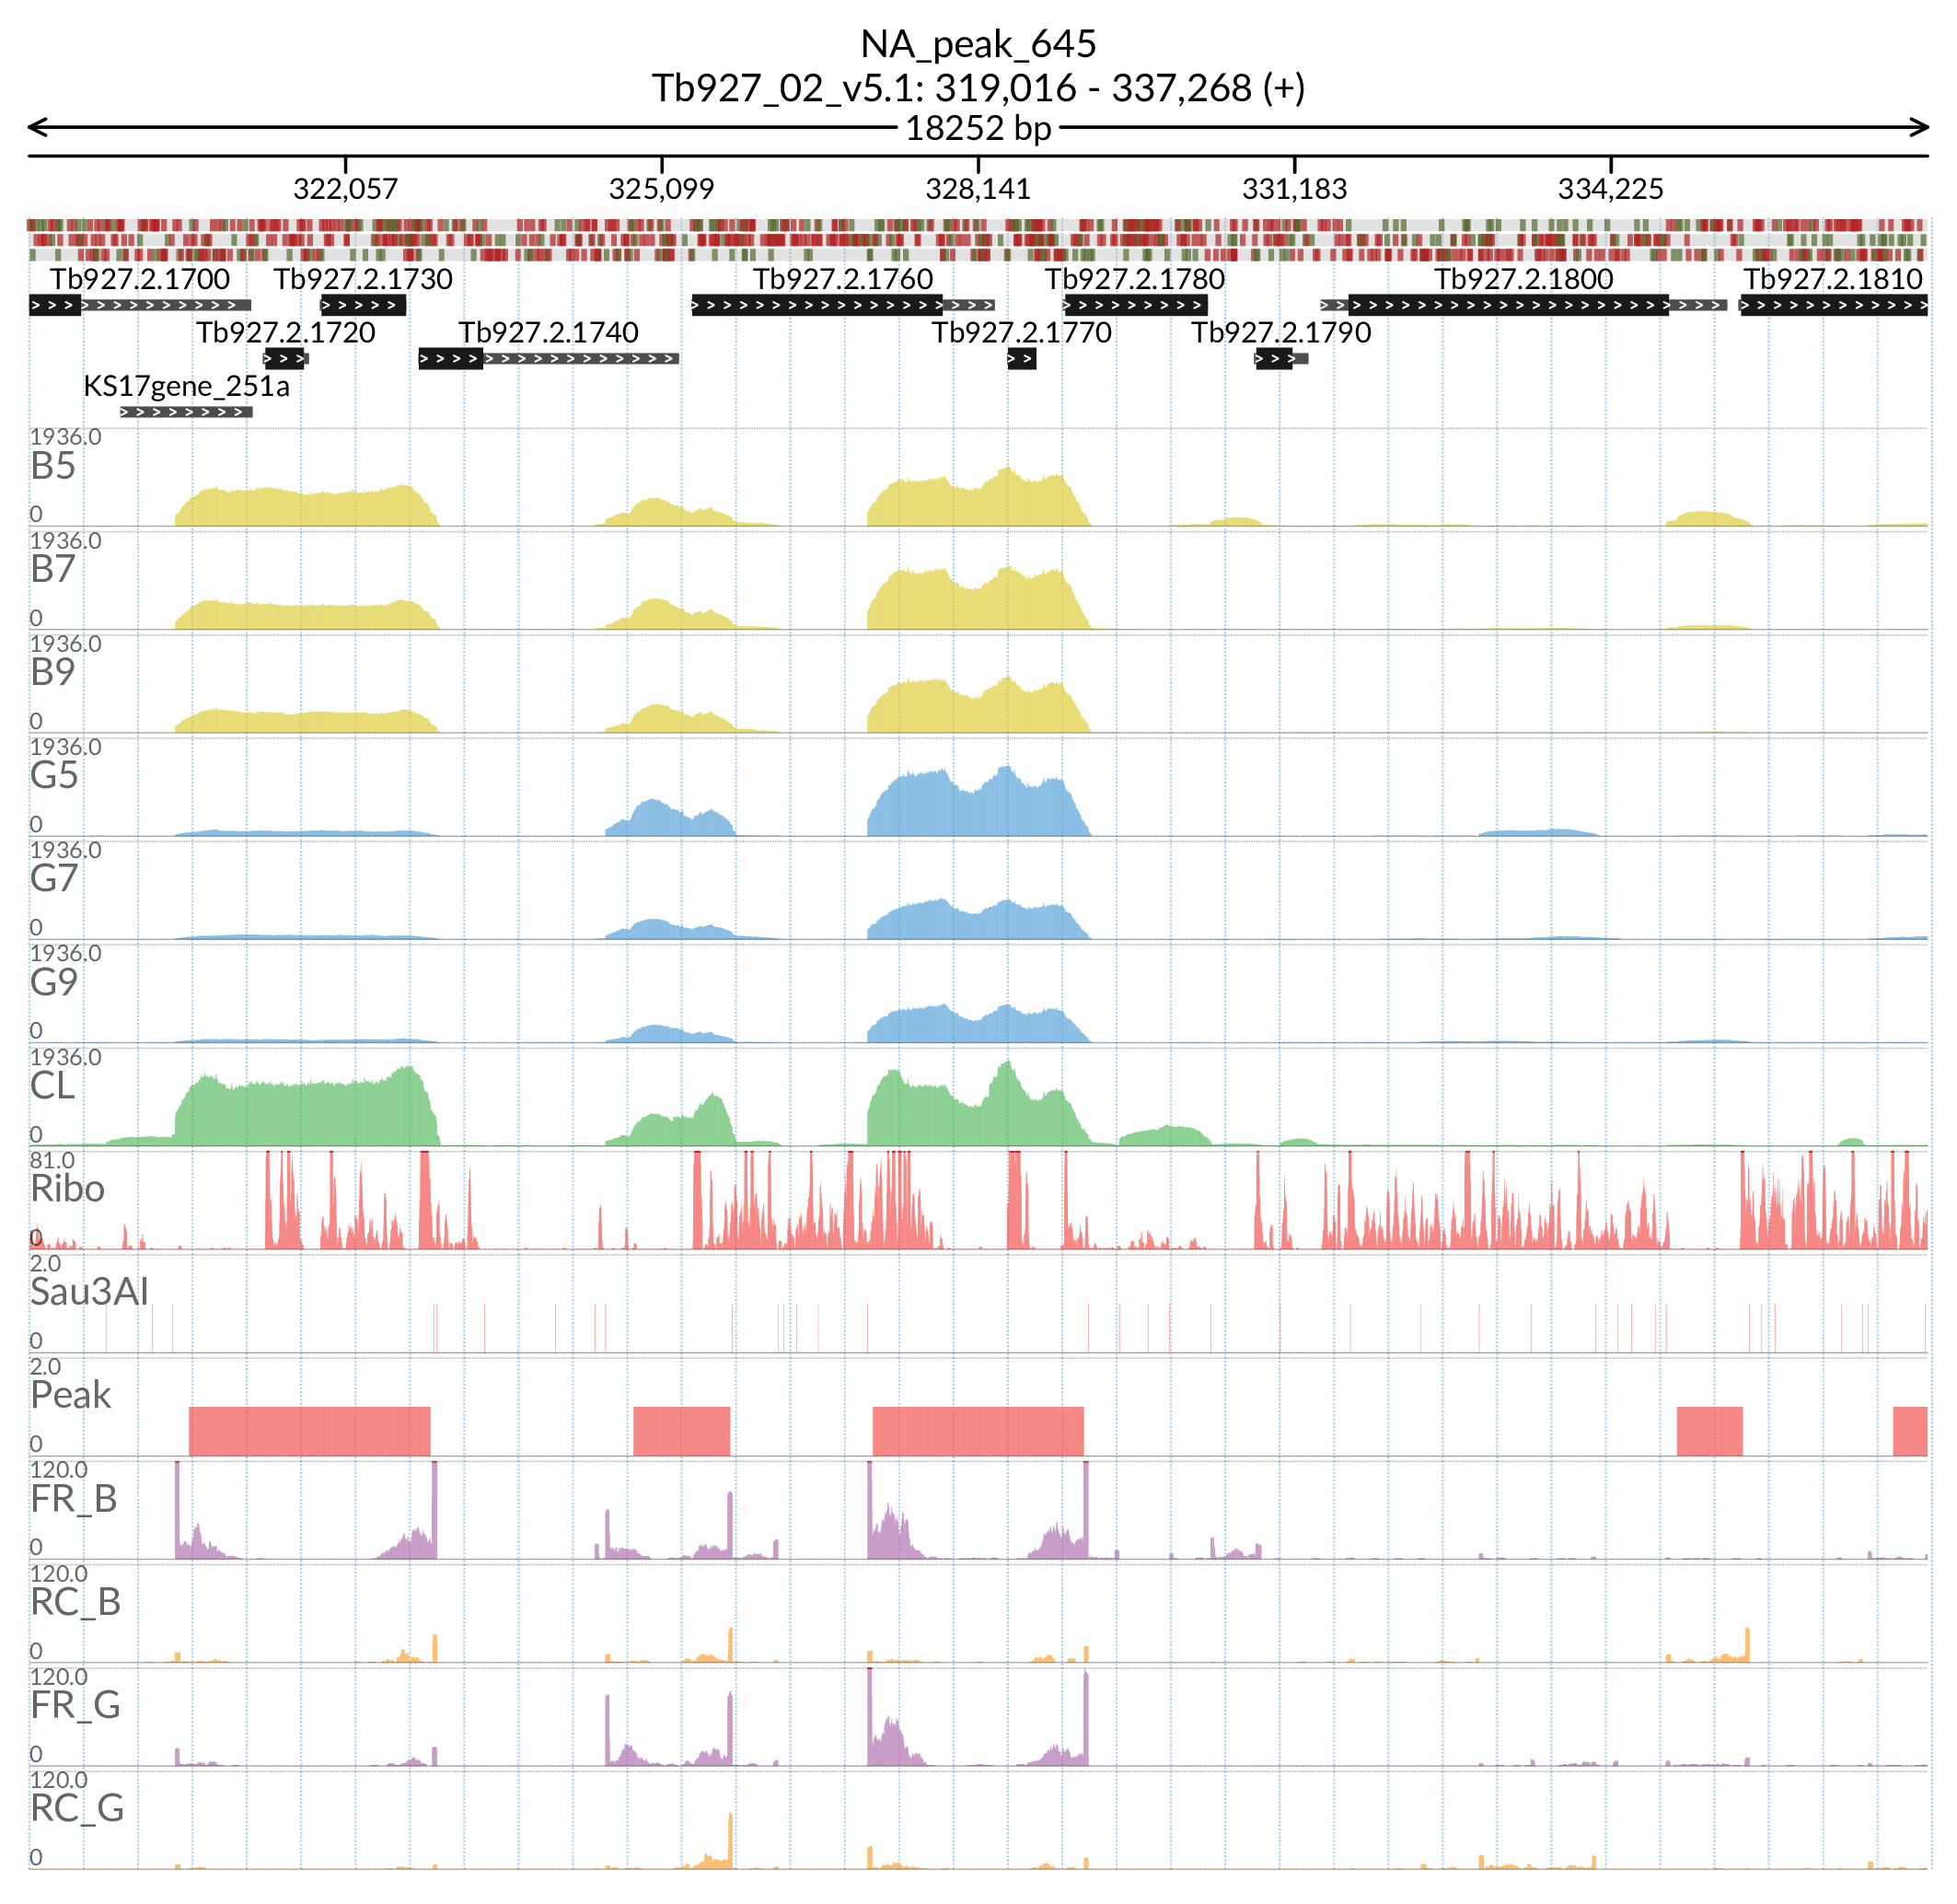 NA_peak_645
Tb927_02_v5.1: 319,016 - 337,268 (+)
18252 bp
322,057 325,099 328,141 331,183 334,225
Tb927.2.1700 Tb927.2.1730 Tb927.2.1760 Tb927.2.1780 Tb927.2.1800 Tb927.2.1810
Tb927.2.1720 Tb927.2.1740 Tb927.2.1770 Tb927.2.1790
KS17gene_251a
1936.0
B5
0
1936.0
B7
0
1936.0
B9
0
1936.0
G5
0
1936.0
G7
0
1936.0
G9
0
1936.0
CL
0
81.0
Ribo
0
2.0
Sau3AI
0
2.0
Peak
0
120.0
FR_B
0
120.0
RC_B
0
120.0
FR_G
0
120.0
RC_G
0